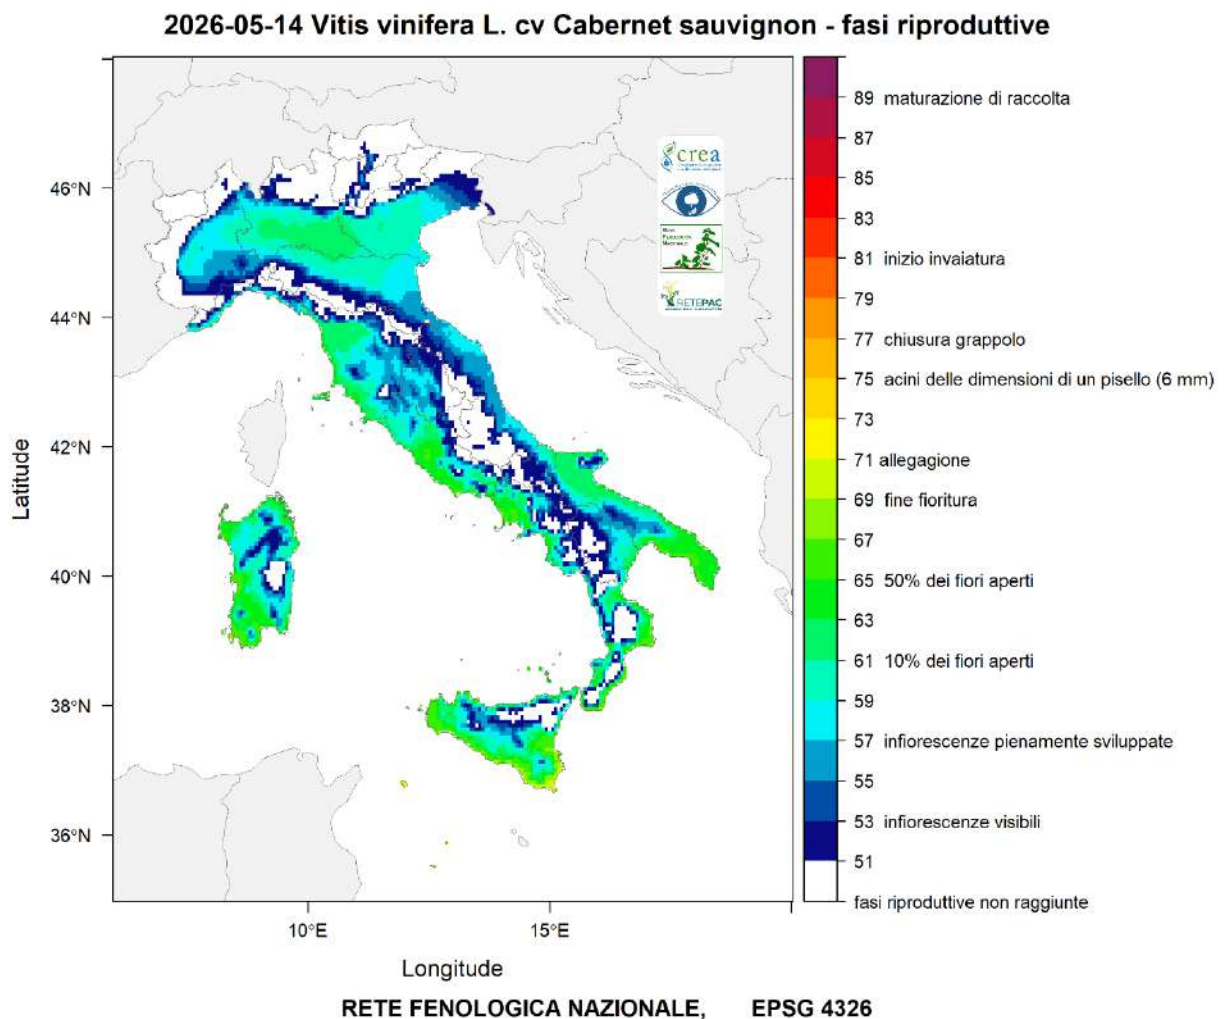 2026-05-14 Vitis vinifera L. cv Cabernet sauvignon - fasi riproduttive
89 maturazione di raccolta
87
85
83
81 inizio invaiatura
79
77 chiusura grappolo
75 acini delle dimensioni di un pisello (6 mm)
73
71 allegagione
69 fine fioritura
67
65 50% dei fiori aperti
63
61 10% dei fiori aperti
59
57 infiorescenze pienamente sviluppate
55
53 infiorescenze visibili
51
fasi riproduttive non raggiunte
crea
RETEPAC
46°N
44°N
42°N
40°N
38°N
36°N
Latitude
10°E
15°E
Longitude
RETE FENOLOGICA NAZIONALE, EPSG 4326